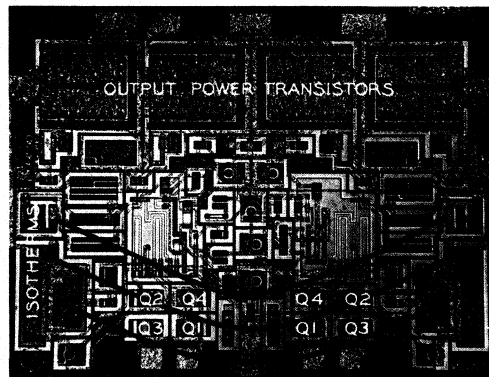 OUTPUT POWER TRANSISTORS
ISOTHERMS
Q2 Q4 Q4 Q2
Q3 Q1 Q1 Q3